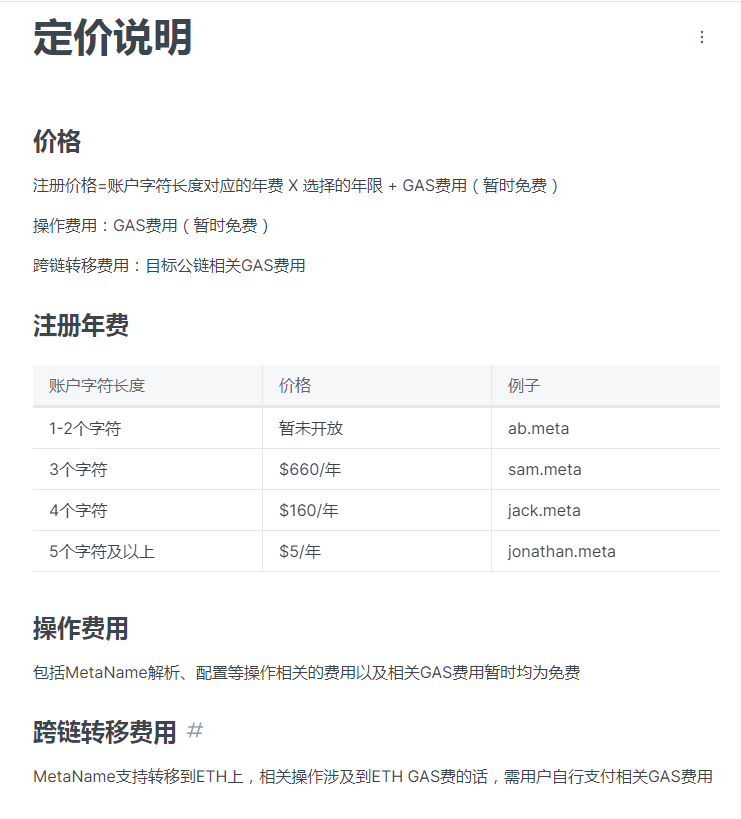 定价说明
价格
注册价格=账户字符长度对应的年费 X 选择的年限 + GAS费用（暂时免费）
操作费用：GAS费用（暂时免费）
跨链转移费用：目标公链相关GAS费用
注册年费
账户字符长度 价格 例子
1-2个字符 暂未开放 ab.meta
3个字符 $660/年 sam.meta
4个字符 $160/年 jack.meta
5个字符及以上 $5/年 jonathan.meta
操作费用
包括MetaName解析、配置等操作相关的费用以及相关GAS费用暂时均为免费
跨链转移费用 #
MetaName支持转移到ETH上，相关操作涉及到ETH GAS费的话，需用户自行支付相关GAS费用